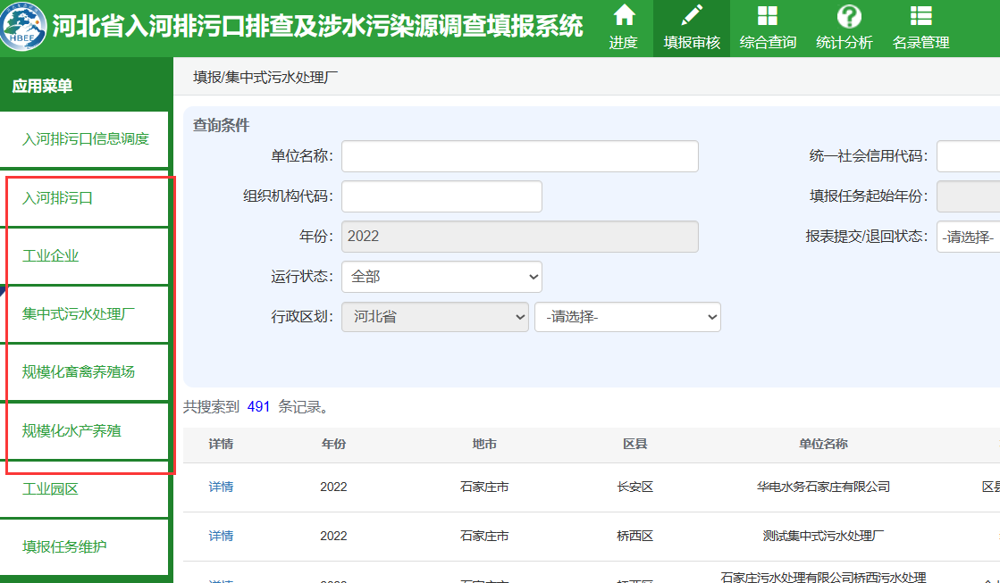 HBEE
河北省入河排污口排查及涉水污染源调查填报系统
进度
填报审核
综合查询
统计分析
名录管理
应用菜单
入河排污口信息调度
入河排污口
工业企业
集中式污水处理厂
规模化畜禽养殖场
规模化水产养殖
工业园区
填报任务维护
填报/集中式污水处理厂
查询条件
单位名称:
统一社会信用代码:
组织机构代码:
填报任务起始年份:
年份: 2022
报表提交/退回状态: -请选择-
运行状态: 全部
行政区划: 河北省 -请选择-
共搜索到 491 条记录。
详情 年份 地市 区县 单位名称
详情 2022 石家庄市 长安区 华电水务石家庄有限公司 区县
详情 2022 石家庄市 桥西区 测试集中式污水处理厂
石家庄污水处理有限公司桥西污水处理